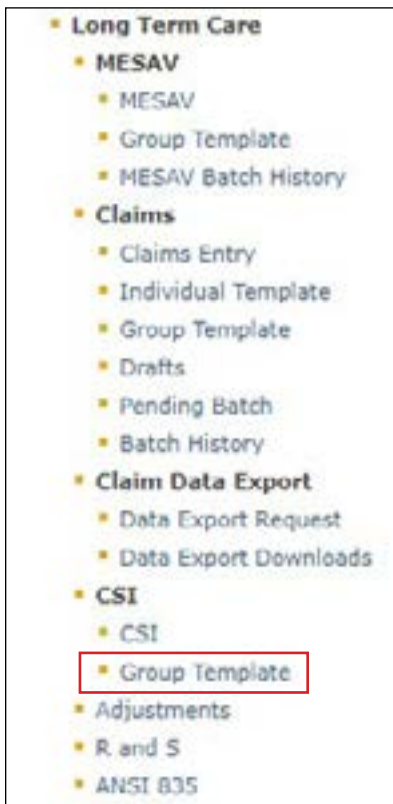 Long Term Care
MESAV
MESAV
Group Template
MESAV Batch History
Claims
Claims Entry
Individual Template
Group Template
Drafts
Pending Batch
Batch History
Claim Data Export
Data Export Request
Data Export Downloads
CSI
CSI
Group Template
Adjustments
R and S
ANSI 835